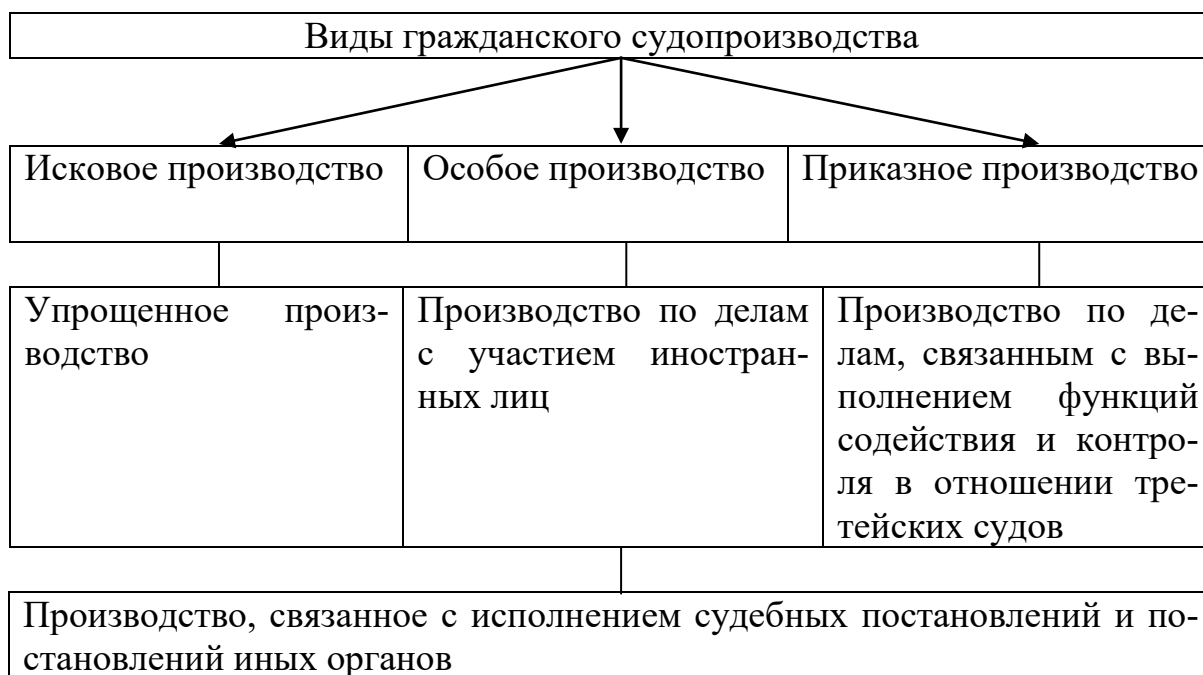 Виды гражданского судопроизводства
Исковое производство
Особое производство
Приказное производство
Упрощенное произ-
водство
Производство по делам
с участием иностран-
ных лиц
Производство по де-
лам, связанным с вы-
полнением функций
содействия и контро-
ля в отношении тре-
тейских судов
Производство, связанное с исполнением судебных постановлений и по-
становлений иных органов